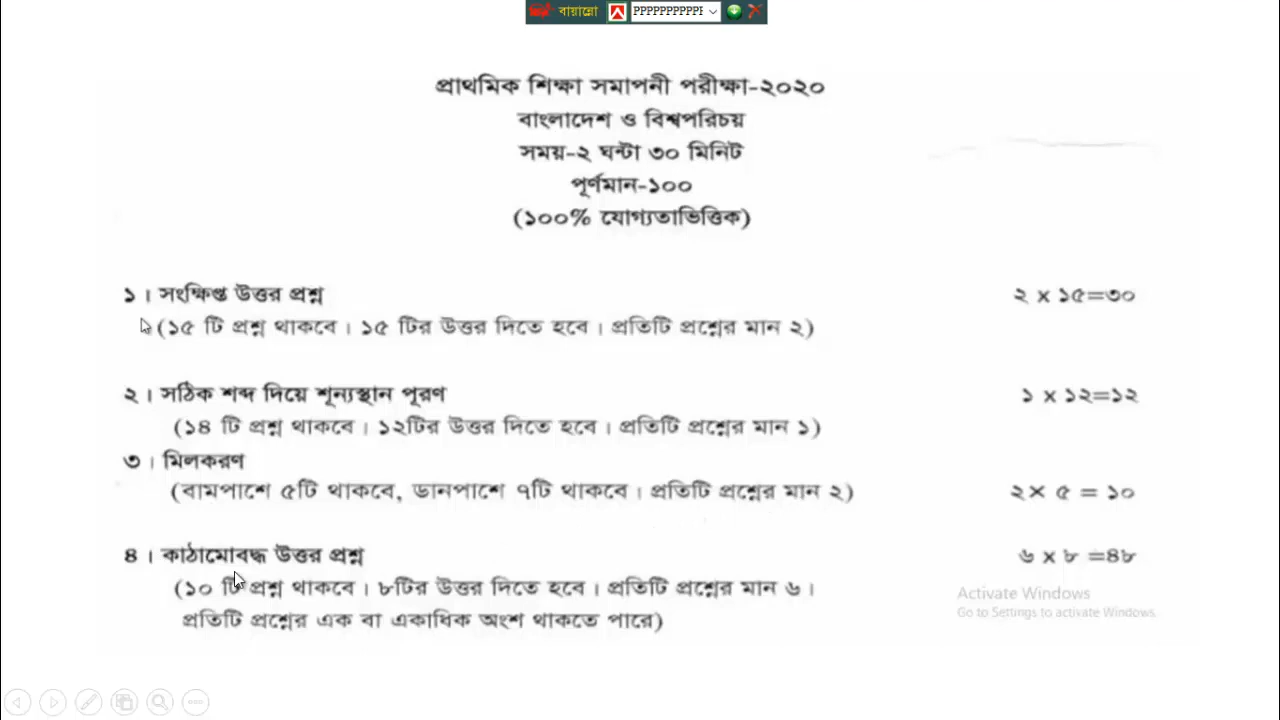 বায়ান্নো PPPPPPPPPPP
প্রাথমিক শিক্ষা সমাপনী পরীক্ষা-২০২০
বাংলাদেশ ও বিশ্বপরিচয়
সময়-২ ঘন্টা ৩০ মিনিট
পূর্ণমান-১০০
(১০০% যোগ্যতাভিত্তিক)
১। সংক্ষিপ্ত উত্তর প্রশ্ন ২ x ১৫=৩০
(১৫ টি প্রশ্ন থাকবে। ১৫ টির উত্তর দিতে হবে। প্রতিটি প্রশ্নের মান ২)
২। সঠিক শব্দ দিয়ে শূন্যস্থান পূরণ ১ x ১২=১২
(১৪ টি প্রশ্ন থাকবে। ১২টির উত্তর দিতে হবে। প্রতিটি প্রশ্নের মান ১)
৩। মিলকরণ
(বামপাশে ৫টি থাকবে, ডানপাশে ৭টি থাকবে। প্রতিটি প্রশ্নের মান ২) ২× ৫ = ১০
৪। কাঠামোবদ্ধ উত্তর প্রশ্ন ৬ x ৮ =৪৮
(১০ টি প্রশ্ন থাকবে। ৮টির উত্তর দিতে হবে। প্রতিটি প্রশ্নের মান ৬।
প্রতিটি প্রশ্নের এক বা একাধিক অংশ থাকতে পারে)
Activate Windows
Go to Settings to activate Windows.